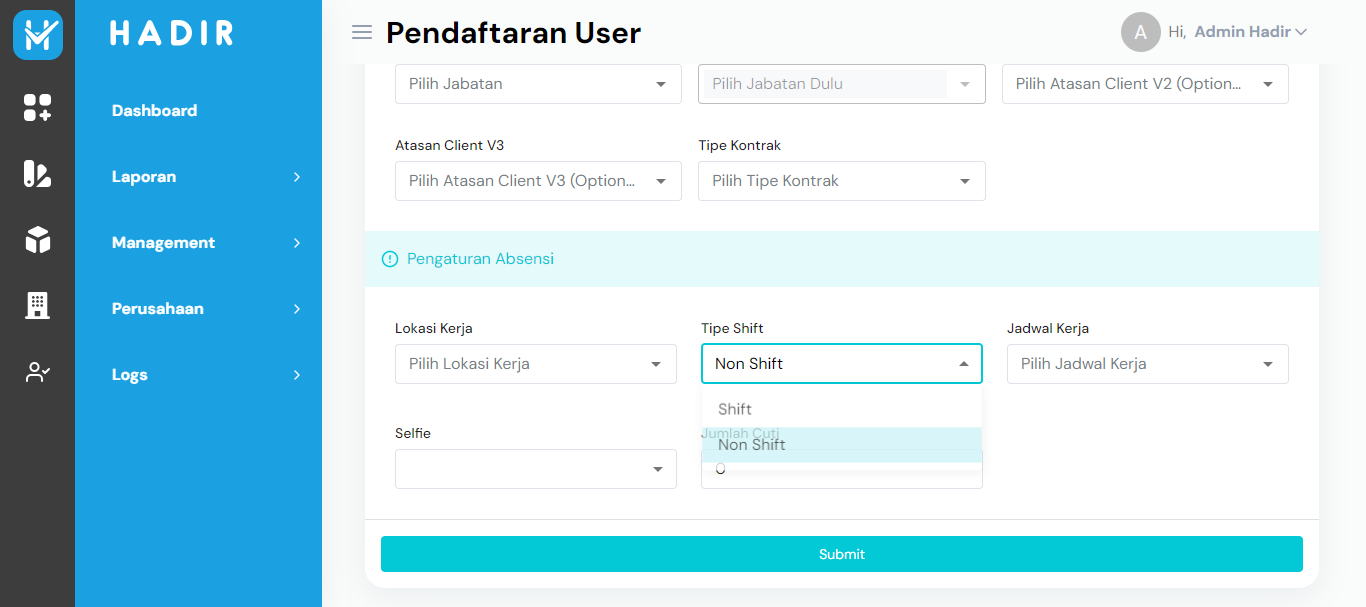 HADIR
Dashboard
Laporan
Management
Perusahaan
Logs
Pendaftaran User
A
Hi, Admin Hadir
Pilih Jabatan
Pilih Jabatan Dulu
Pilih Atasan Client V2 (Option...
Atasan Client V3
Tipe Kontrak
Pilih Atasan Client V3 (Option...
Pilih Tipe Kontrak
Pengaturan Absensi
Lokasi Kerja
Tipe Shift
Jadwal Kerja
Pilih Lokasi Kerja
Non Shift
Pilih Jadwal Kerja
Shift
Selfie
Jumlah Cuti
Non Shift
0
Submit